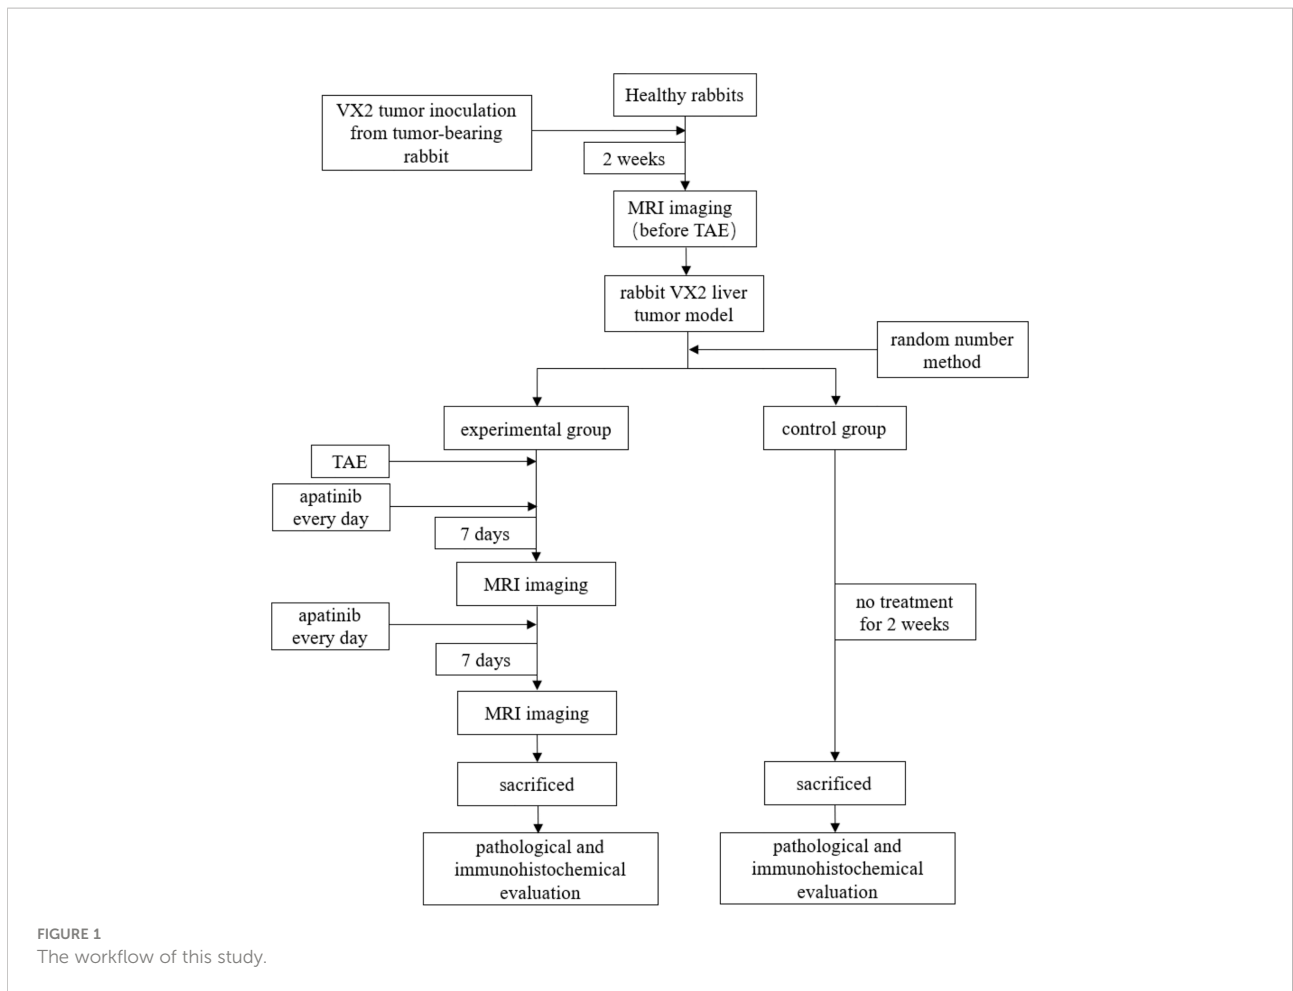 Healthy rabbits
VX2 tumor inoculation
from tumor-bearing
rabbit
2 weeks
MRI imaging
(before TAE)
rabbit VX2 liver
tumor model
random number
method
experimental group
control group
TAE
apatinib
every day
7 days
MRI imaging
no treatment
for 2 weeks
apatinib
every day
7 days
MRI imaging
sacrificed
sacrificed
pathological and
immunohistochemical
evaluation
pathological and
immunohistochemical
evaluation
FIGURE 1
The workflow of this study.